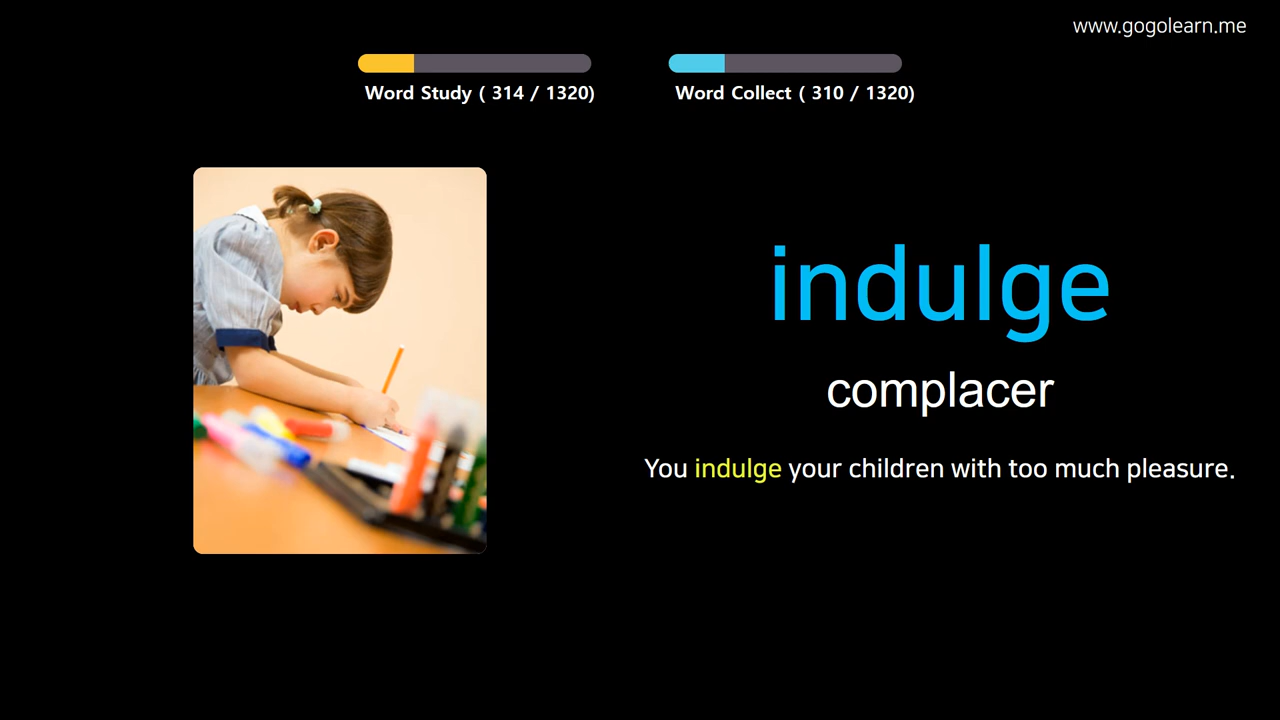 www.gogolearn.me
Word Study ( 314 / 1320)
Word Collect ( 310 / 1320)
indulge
complacer
You indulge your children with too much pleasure.